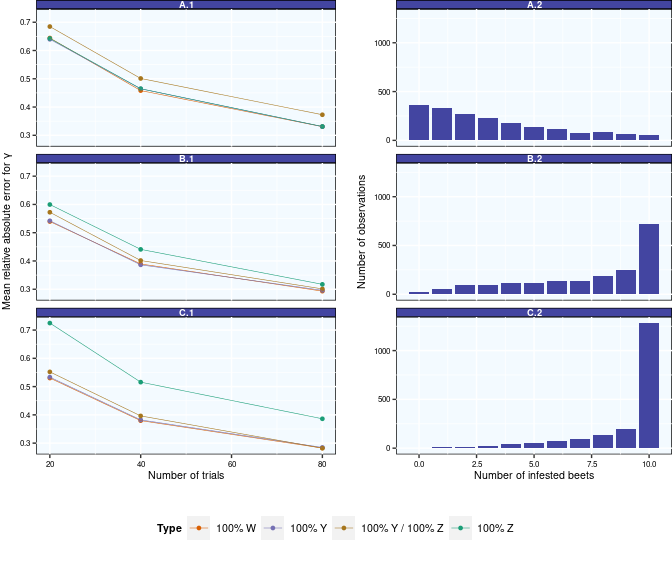 A.1
A.2
0.7
0.6
0.5
0.4
0.3
1000
500
0
B.1
B.2
0.7
0.6
0.5
0.4
0.3
1000
500
0
C.1
C.2
0.7
0.6
0.5
0.4
0.3
1000
500
0
20 40 60 80
0.0 2.5 5.0 7.5 10.0
Mean relative absolute error for γ
Number of observations
Number of trials
Number of infested beets
Type 100% W 100% Y 100% Y / 100% Z 100% Z